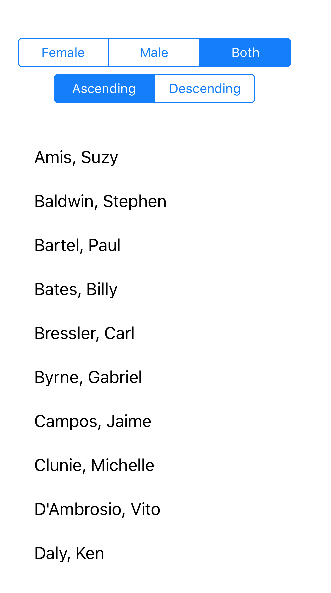 Female Male Both
Ascending Descending
Amis, Suzy
Baldwin, Stephen
Bartel, Paul
Bates, Billy
Bressler, Carl
Byrne, Gabriel
Campos, Jaime
Clunie, Michelle
D'Ambrosio, Vito
Daly, Ken